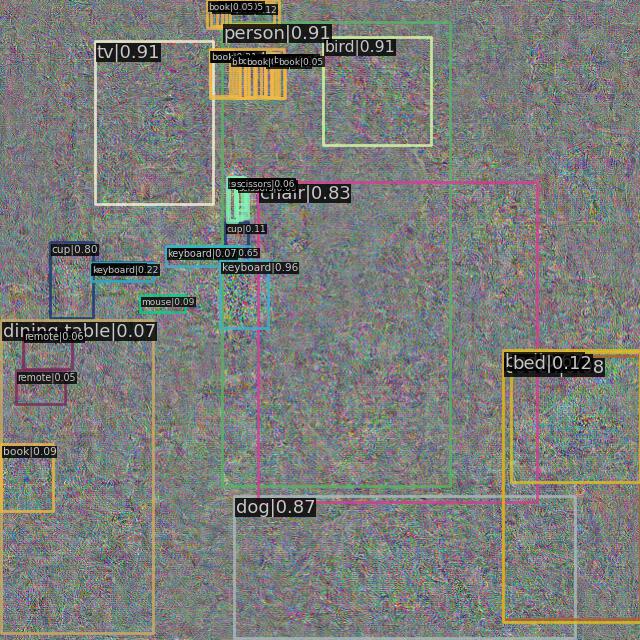 book|0.05
person|0.91
bird|0.91
tv|0.91
book|0.05
scissors|0.06
chair|0.83
cup|0.11
cup|0.80
keyboard|0.07
0.65
keyboard|0.22
keyboard|0.96
mouse|0.09
dining table|0.07
remote|0.06
remote|0.05
bed|0.12
book|0.09
dog|0.87